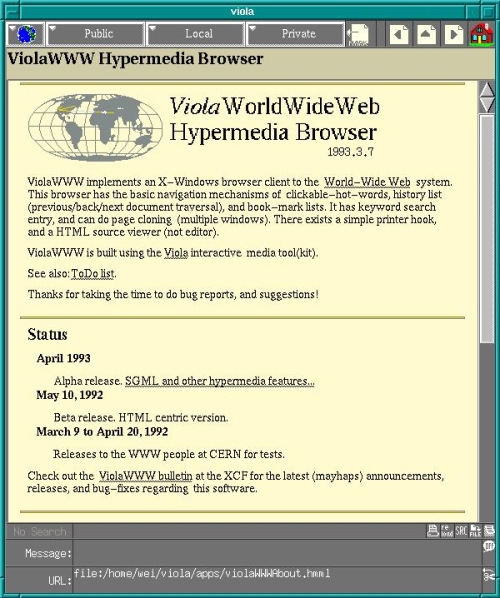 viola
Public
Local
Private
ViolaWWW Hypermedia Browser
Viola WorldWideWeb
Hypermedia Browser
1993.3.7
ViolaWWW implements an X-Windows browser client to the World-Wide Web system.
This browser has the basic navigation mechanisms of clickable-hot-words, history list
(previous/back/next document traversal), and book-mark lists. It has keyword search
entry, and can do page cloning (multiple windows). There exists a simple printer hook,
and a HTML source viewer (not editor).
ViolaWWW is built using the Viola interactive media tool(kit).
See also: ToDo list.
Thanks for taking the time to do bug reports, and suggestions!
Status
April 1993
Alpha release. SGML and other hypermedia features...
May 10, 1992
Beta release. HTML centric version.
March 9 to April 20, 1992
Releases to the WWW people at CERN for tests.
Check out the ViolaWWW bulletin at the XCF for the latest (mayhaps) announcements,
releases, and bug-fixes regarding this software.
No Search
SRC
Message:
URL: file:/home/wei/viola/apps/violaWWWAbout.hmml